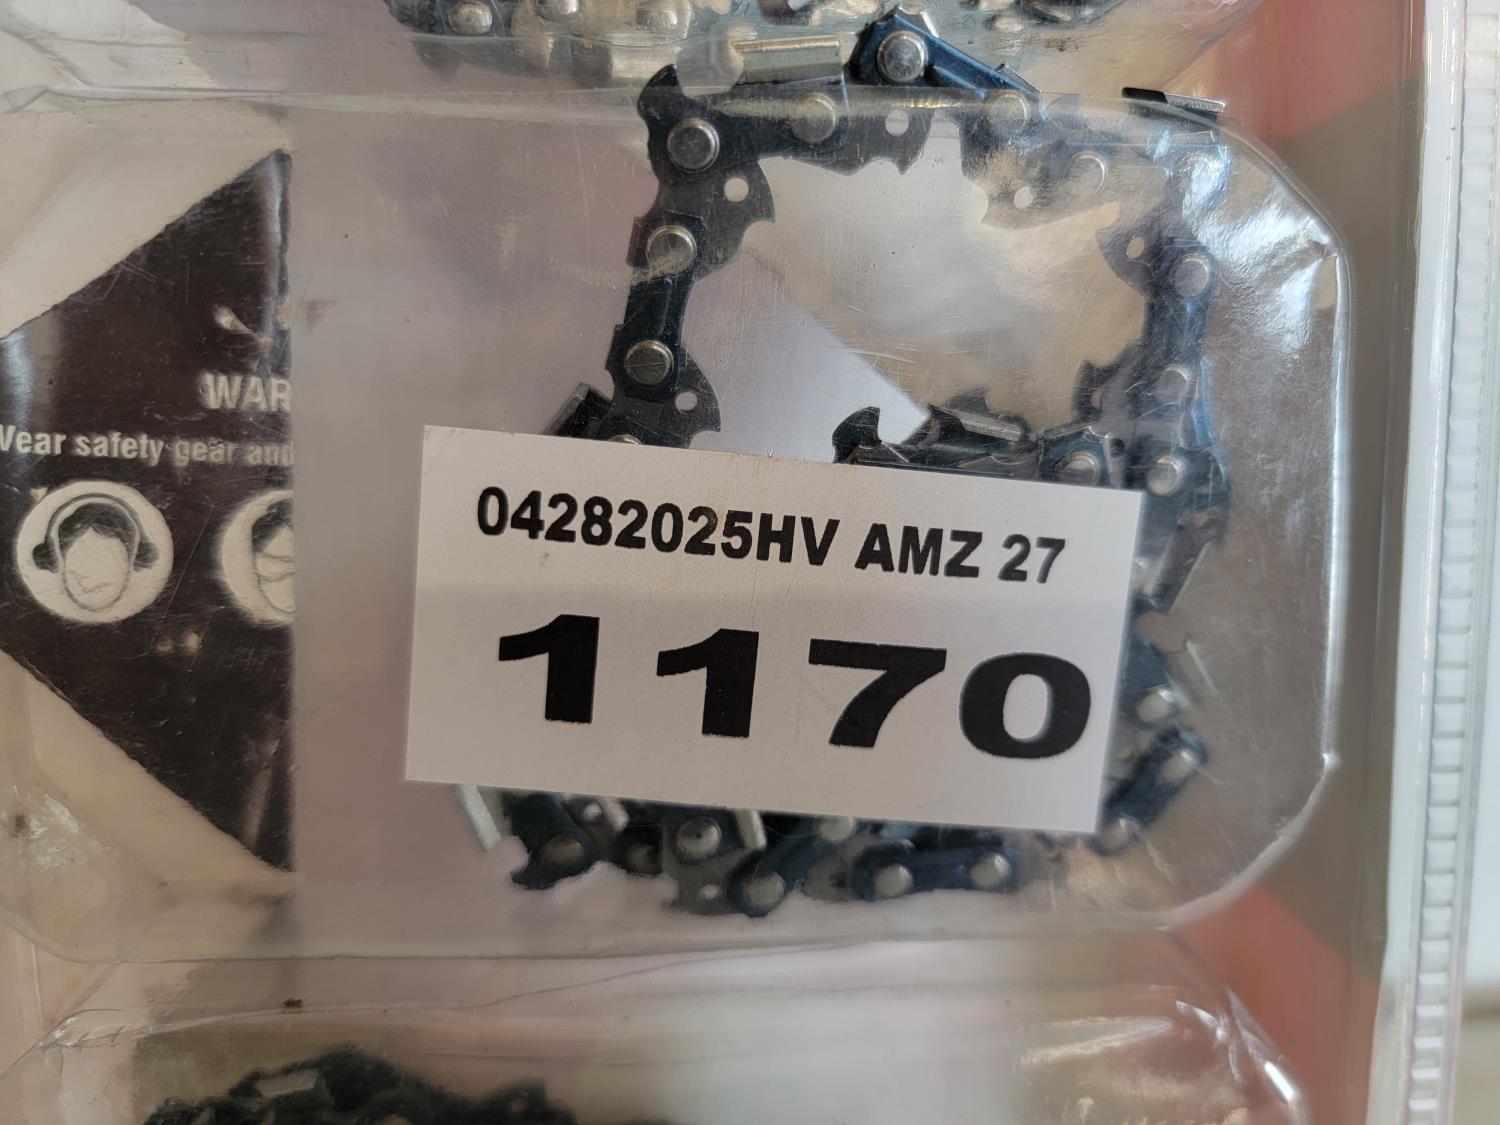 WAR
Wear safety gear and
04282025HV AMZ 27
1170